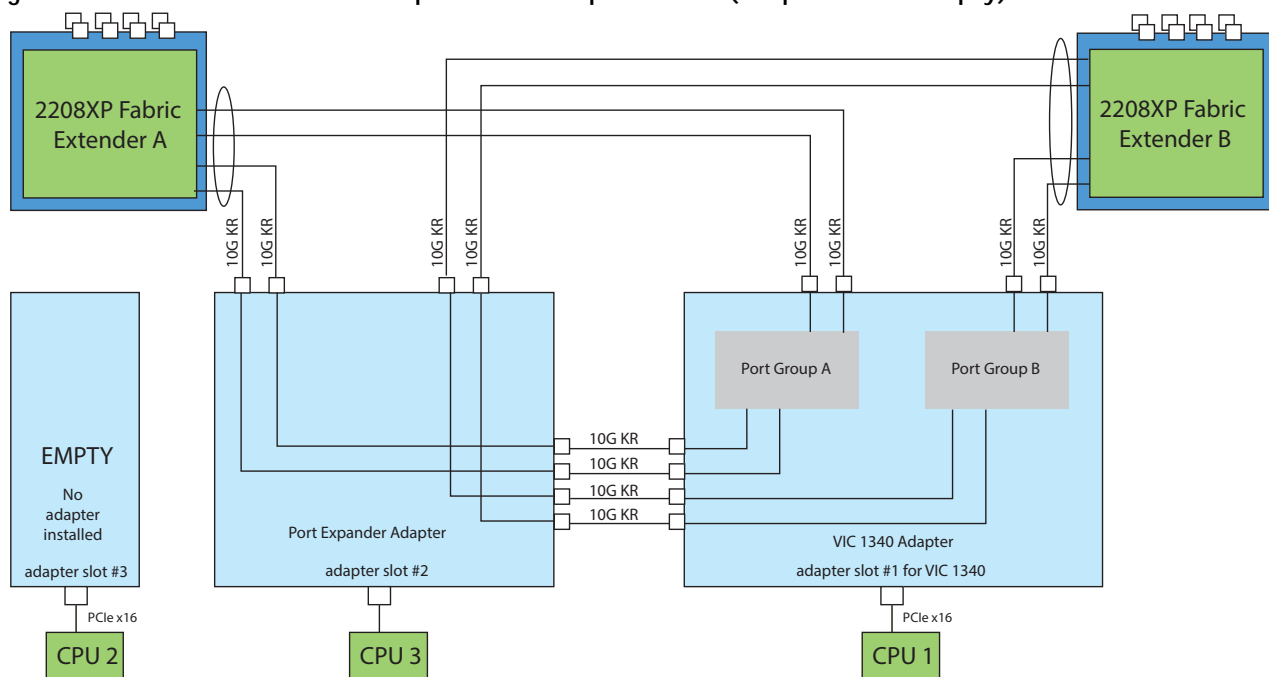 2208XP Fabric
Extender A
2208XP Fabric
Extender B
10G KR
10G KR
10G KR
10G KR
10G KR
10G KR
10G KR
10G KR
Port Group A
Port Group B
10G KR
10G KR
10G KR
10G KR
EMPTY
No
adapter
installed
adapter slot #3
Port Expander Adapter
adapter slot #2
VIC 1340 Adapter
adapter slot #1 for VIC 1340
PCIe x16
PCIe x16
CPU 2
CPU 3
CPU 1